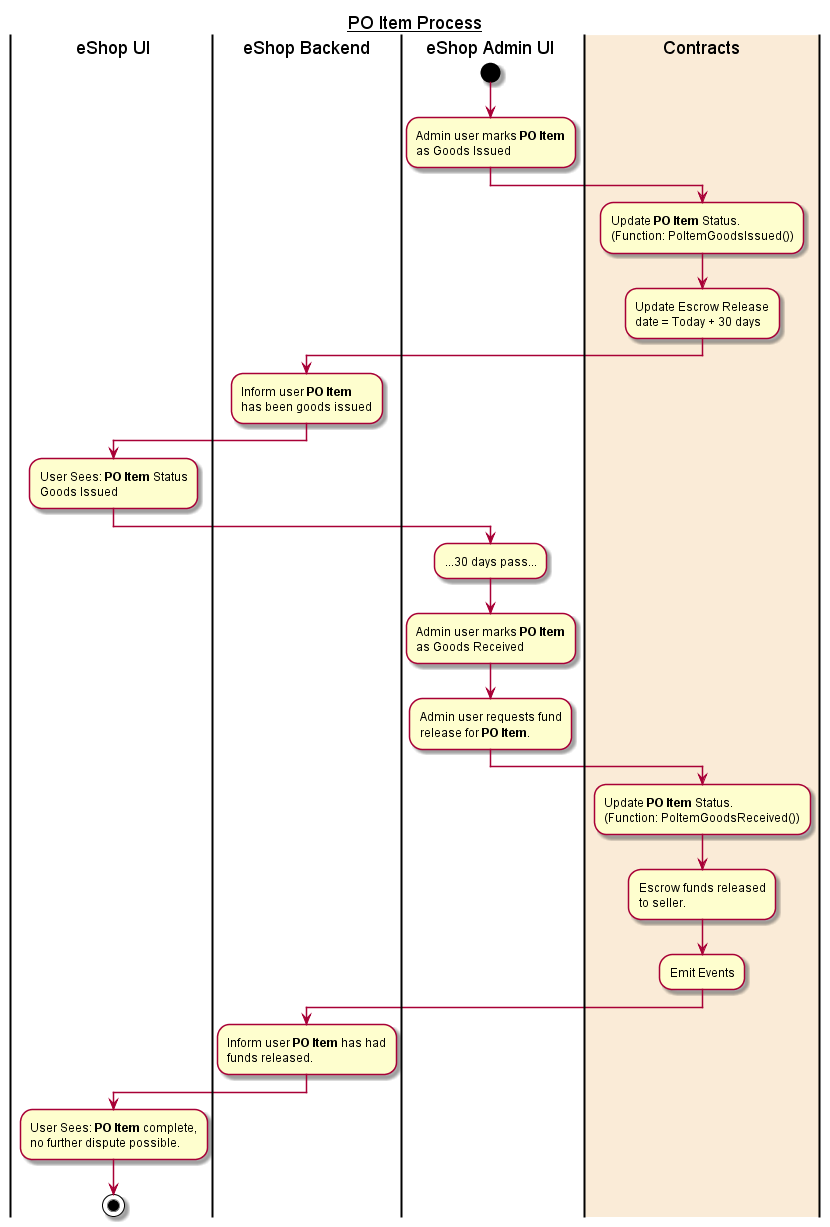 PO Item Process
eShop UI
eShop Backend
eShop Admin UI
Contracts
Admin user marks PO Item
as Goods Issued
Update PO Item Status.
(Function: PoItemGoodsIssued())
Update Escrow Release
date = Today + 30 days
Inform user PO Item
has been goods issued
User Sees: PO Item Status
Goods Issued
...30 days pass...
Admin user marks PO Item
as Goods Received
Admin user requests fund
release for PO Item.
Update PO Item Status.
(Function: PoItemGoodsReceived())
Escrow funds released
to seller.
Emit Events
Inform user PO Item has had
funds released.
User Sees: PO Item complete,
no further dispute possible.